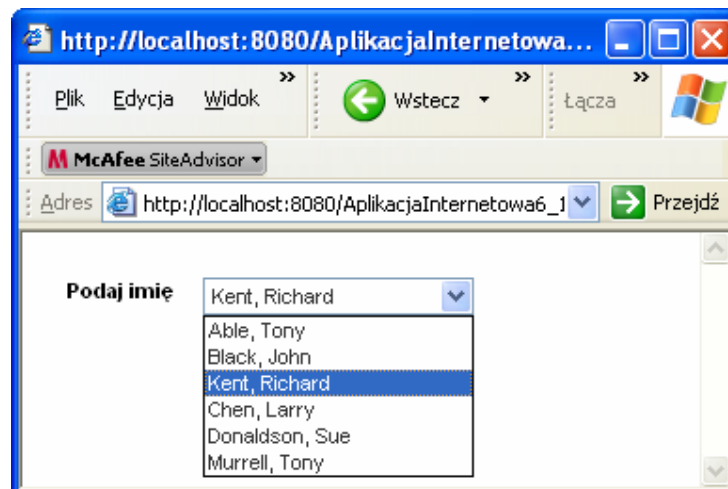 http://localhost:8080/AplikacjaInternetowa...
Plik Edycja Widok » Wstecz » Łącza »
McAfee SiteAdvisor
Adres http://localhost:8080/AplikacjaInternetowa6_1 Przejdź
Podaj imię Kent, Richard
Able, Tony
Black, John
Kent, Richard
Chen, Larry
Donaldson, Sue
Murrell, Tony